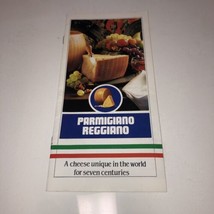 PARMIGIANO
REGGIANO
A cheese unique in the world
for seven centuries